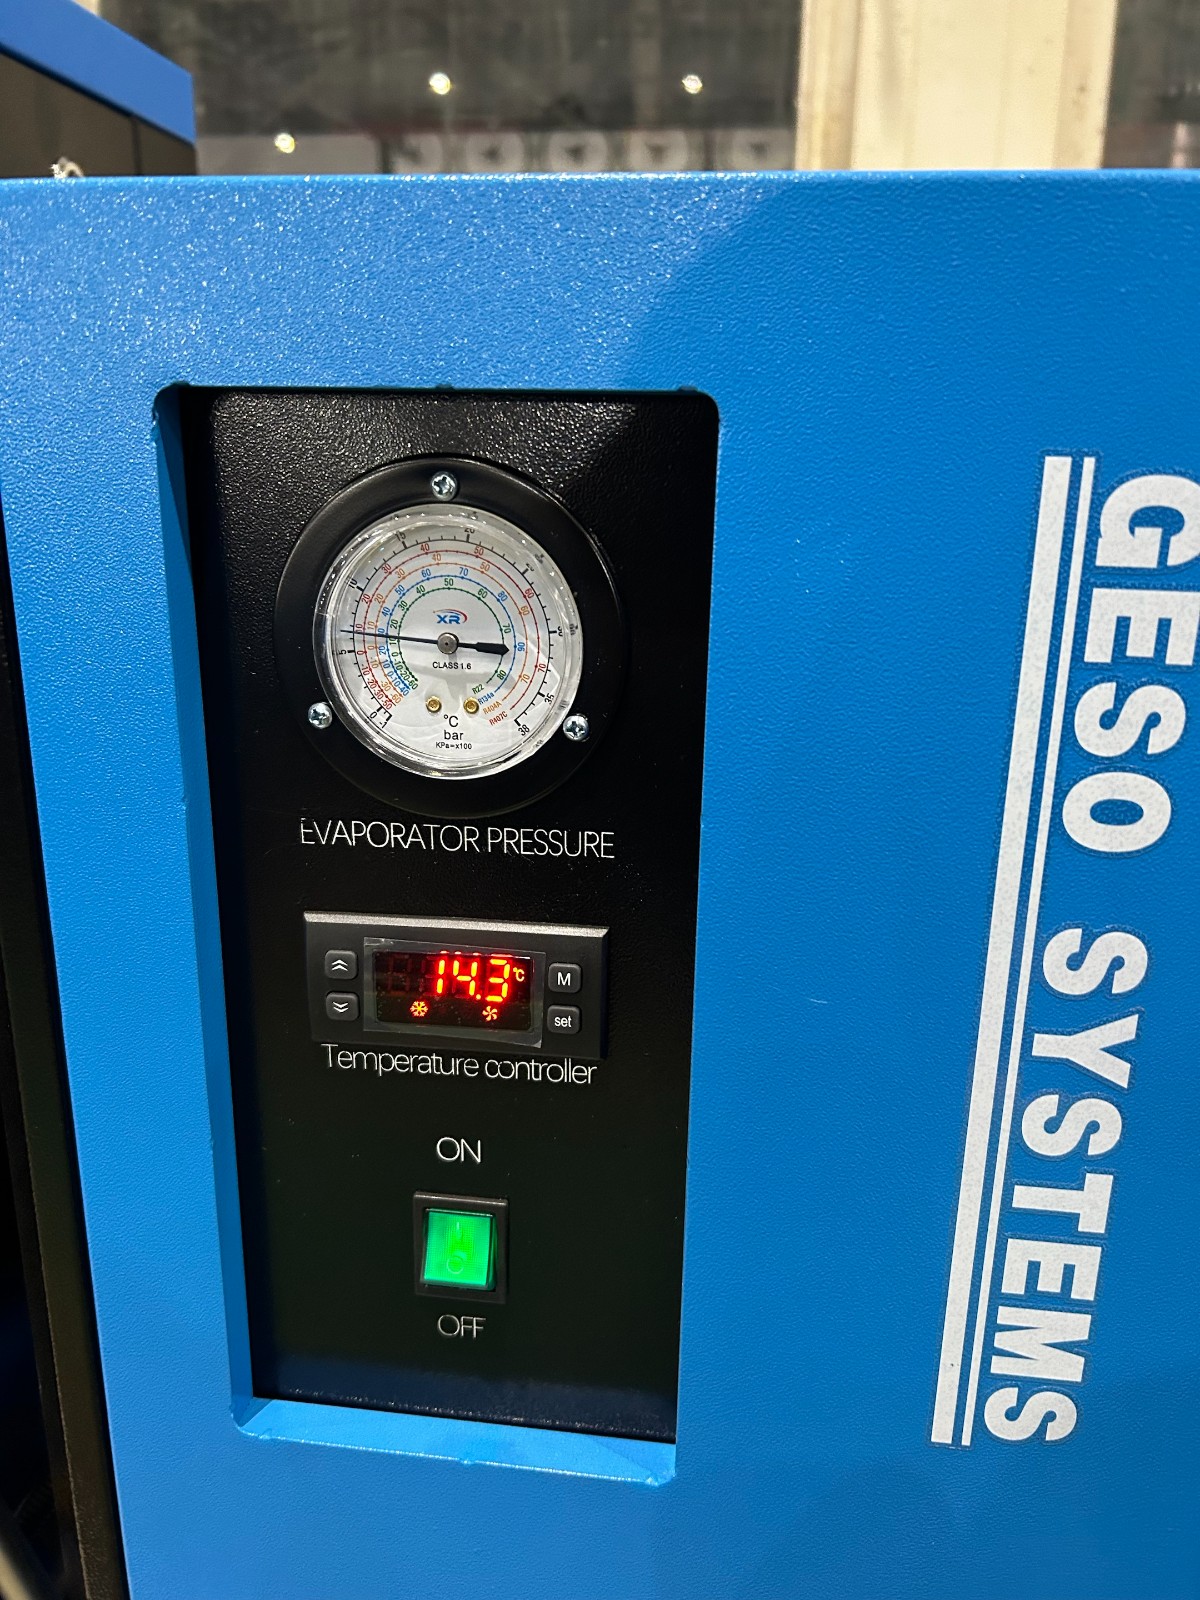 XR
CLASS 1.6
R22
R134a
R404A
R407C
°C
bar
KPa=x100
EVAPORATOR PRESSURE
14.3 °C
M
set
Temperature controller
ON
OFF
GESO SYSTEMS